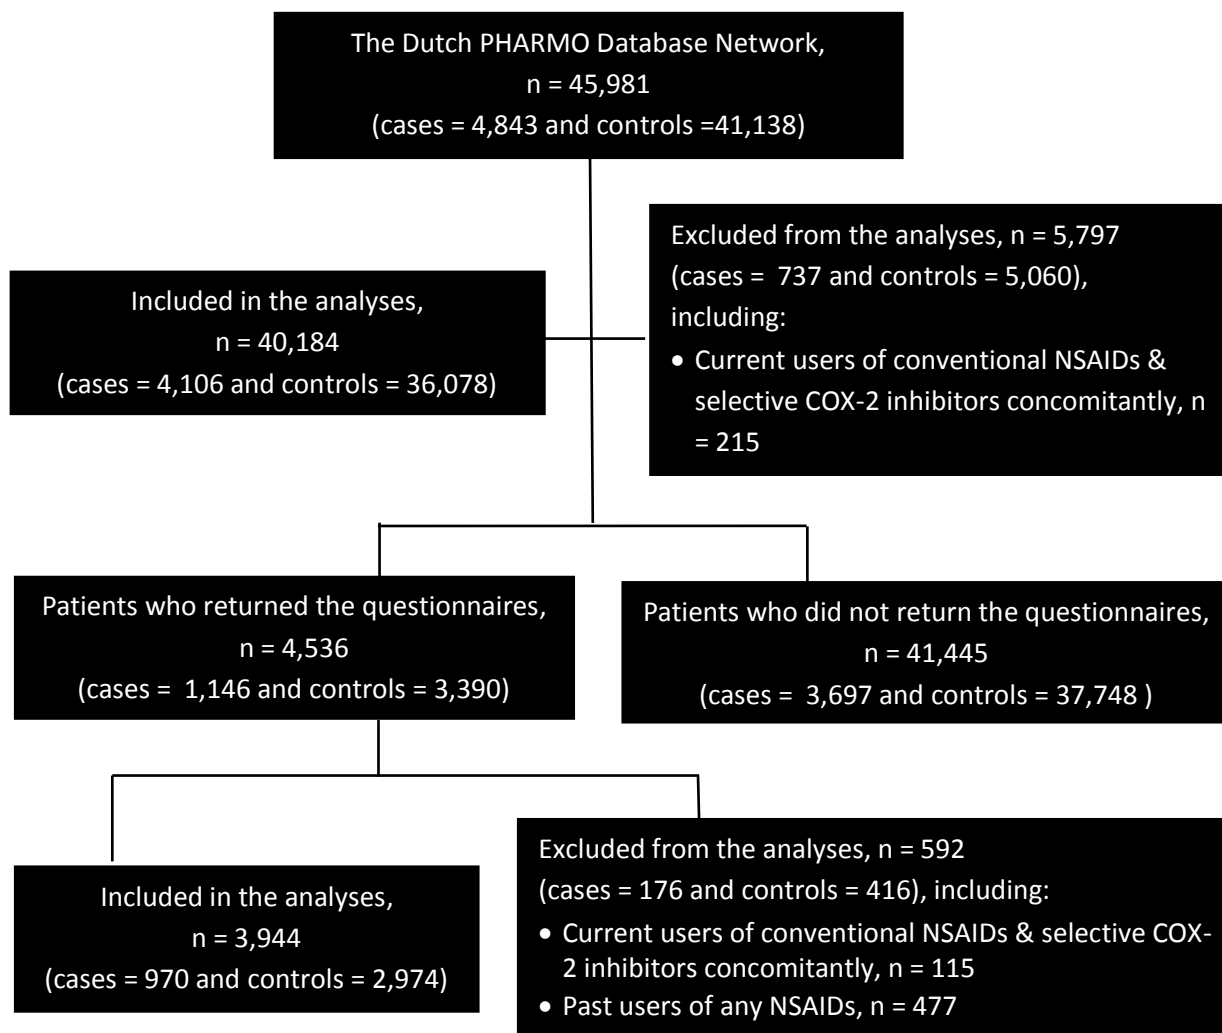 The Dutch PHARMO Database Network,
n = 45,981
(cases = 4,843 and controls =41,138)
Excluded from the analyses, n = 5,797
(cases =  737 and controls = 5,060),
including:
• Current users of conventional NSAIDs &
selective COX-2 inhibitors concomitantly, n
= 215
Included in the analyses,
n = 40,184
(cases = 4,106 and controls = 36,078)
Patients who returned the questionnaires,
n = 4,536
(cases =  1,146 and controls = 3,390)
Patients who did not return the questionnaires,
n = 41,445
(cases =  3,697 and controls = 37,748 )
Included in the analyses,
n = 3,944
(cases = 970 and controls = 2,974)
Excluded from the analyses, n = 592
(cases = 176 and controls = 416), including:
• Current users of conventional NSAIDs & selective COX-
2 inhibitors concomitantly, n = 115
• Past users of any NSAIDs, n = 477